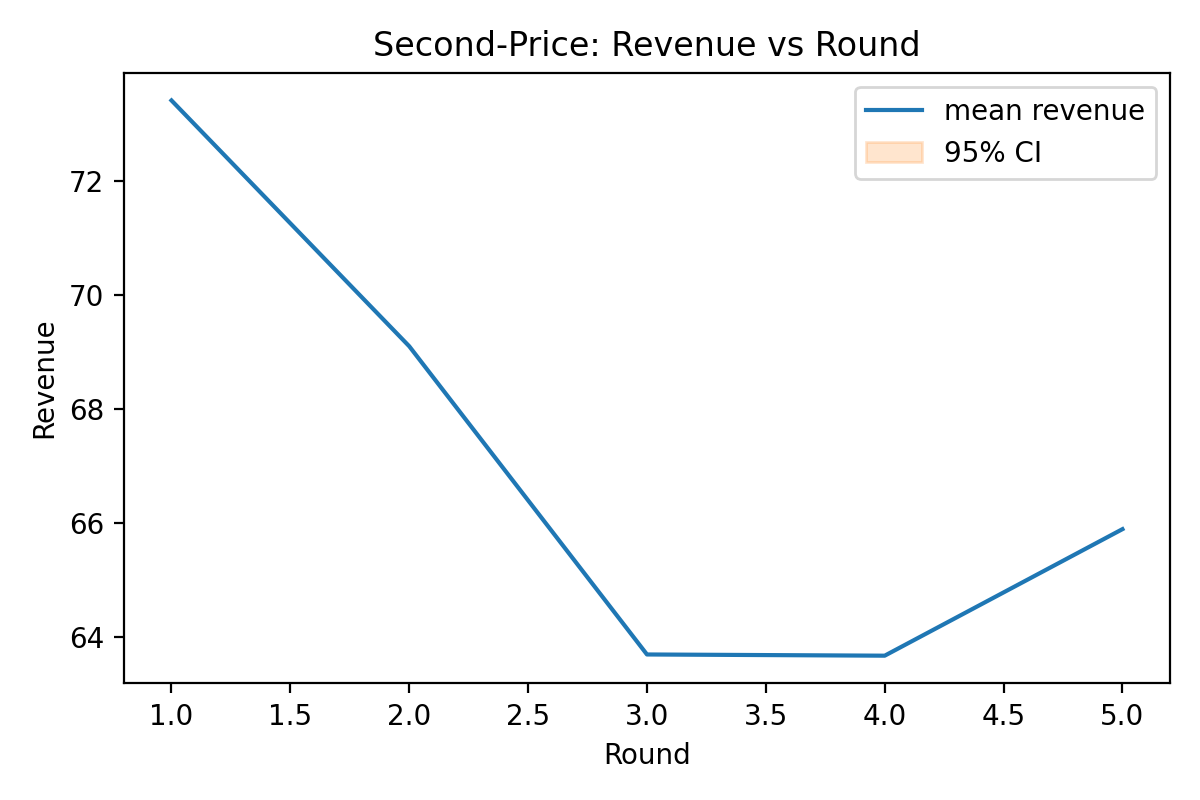 Second-Price: Revenue vs Round
mean revenue
95% CI
72
70
68
66
64
Revenue
1.0 1.5 2.0 2.5 3.0 3.5 4.0 4.5 5.0
Round